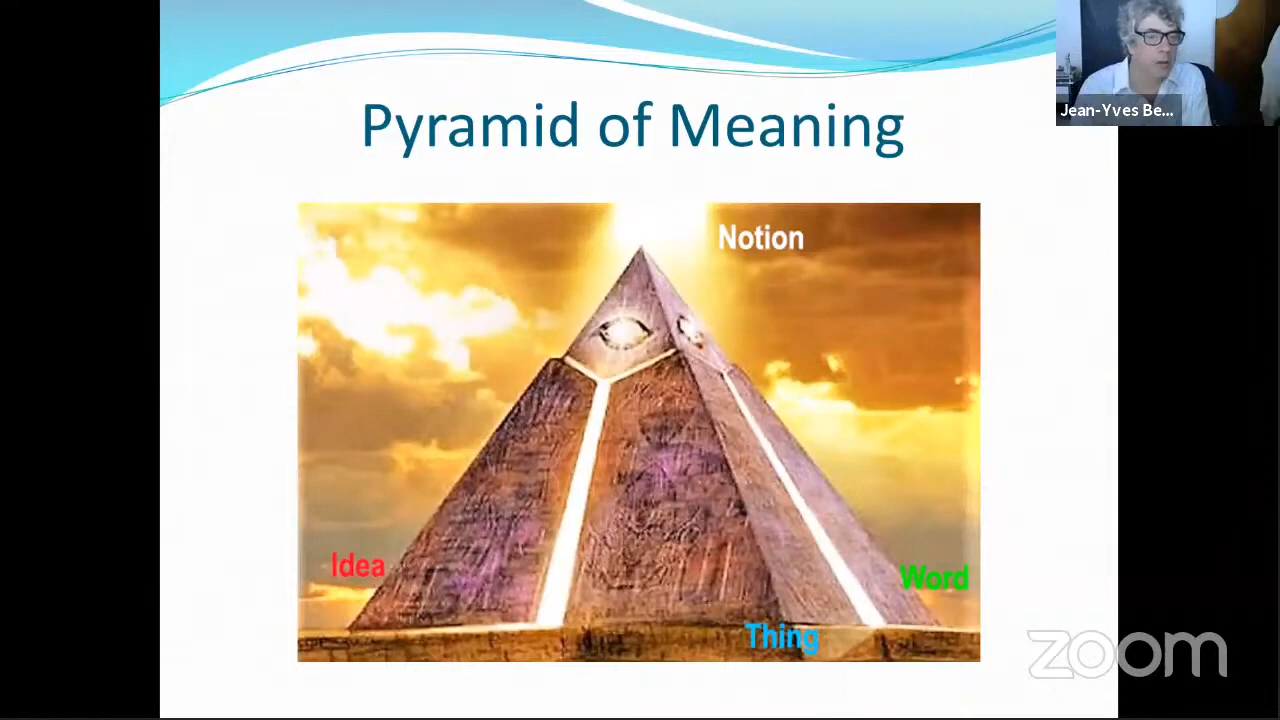 Pyramid of Meaning
Jean-Yves Be...
Notion
Idea
Word
Thing
zoom